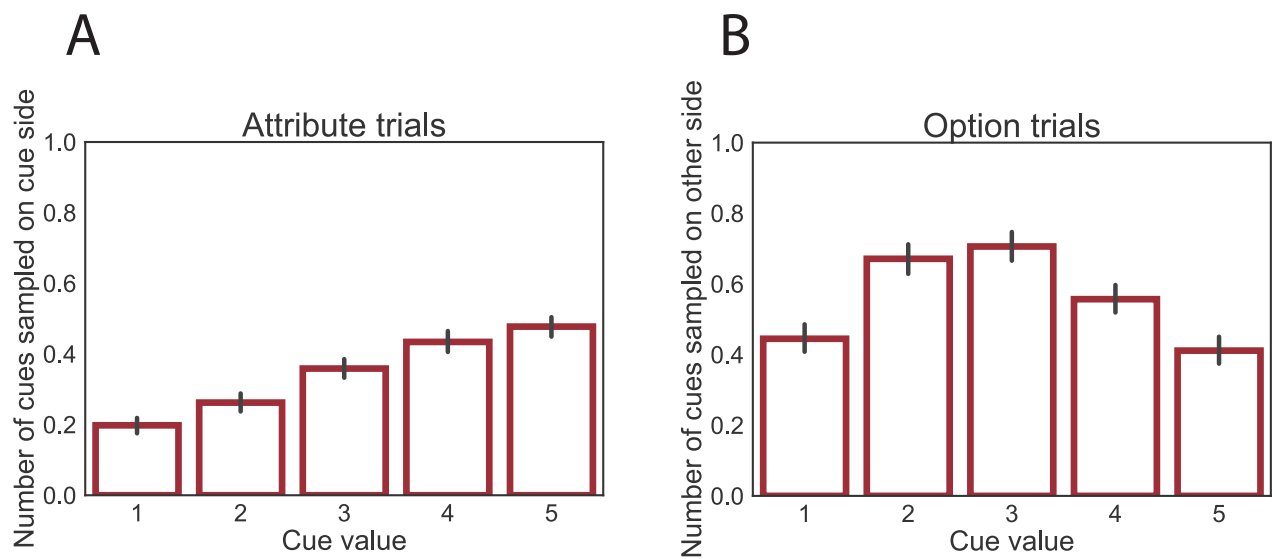 A
Attribute trials
Number of cues sampled on cue side
1.0
0.8
0.6
0.4
0.2
0.0
1 2 3 4 5
Cue value
B
Option trials
Number of cues sampled on other side
1.0
0.8
0.6
0.4
0.2
0.0
1 2 3 4 5
Cue value